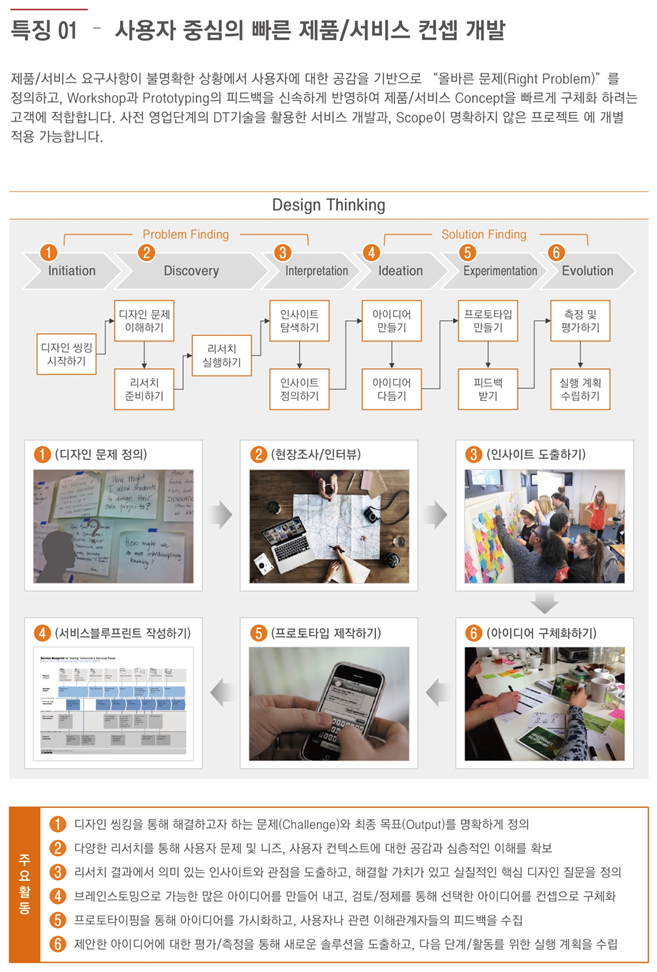 특징 01 – 사용자 중심의 빠른 제품/서비스 컨셉 개발
제품/서비스 요구사항이 불명확한 상황에서 사용자에 대한 공감을 기반으로 “올바른 문제(Right Problem)”를
정의하고, Workshop과 Prototyping의 피드백을 신속하게 반영하여 제품/서비스 Concept을 빠르게 구체화 하려는
고객에 적합합니다. 사전 영업단계의 DT기술을 활용한 서비스 개발과, Scope이 명확하지 않은 프로젝트 에 개별
적용 가능합니다.
Design Thinking
Problem Finding
Solution Finding
1 Initiation
2 Discovery
3 Interpretation
4 Ideation
5 Experimentation
6 Evolution
디자인 씽킹
시작하기
디자인 문제
이해하기
리서치
준비하기
리서치
실행하기
인사이트
탐색하기
인사이트
정의하기
아이디어
만들기
아이디어
다듬기
프로토타입
만들기
피드백
받기
측정 및
평가하기
실행 계획
수립하기
1 (디자인 문제 정의)
How might
I allow students
to design their
own projects?
How might we
2 (현장조사/인터뷰)
3 (인사이트 도출하기)
4 (서비스블루프린트 작성하기)
5 (프로토타입 제작하기)
6 (아이디어 구체화하기)
주요활동
1 디자인 씽킹을 통해 해결하고자 하는 문제(Challenge)와 최종 목표(Output)를 명확하게 정의
2 다양한 리서치를 통해 사용자 문제 및 니즈, 사용자 컨텍스트에 대한 공감과 심층적인 이해를 확보
3 리서치 결과에서 의미 있는 인사이트와 관점을 도출하고, 해결할 가치가 있고 실질적인 핵심 디자인 질문을 정의
4 브레인스토밍으로 가능한 많은 아이디어를 만들어 내고, 검토/정제를 통해 선택한 아이디어를 컨셉으로 구체화
5 프로토타이핑을 통해 아이디어를 가시화하고, 사용자나 관련 이해관계자들의 피드백을 수집
6 제안한 아이디어에 대한 평가/측정을 통해 새로운 솔루션을 도출하고, 다음 단계/활동를 위한 실행 계획을 수립